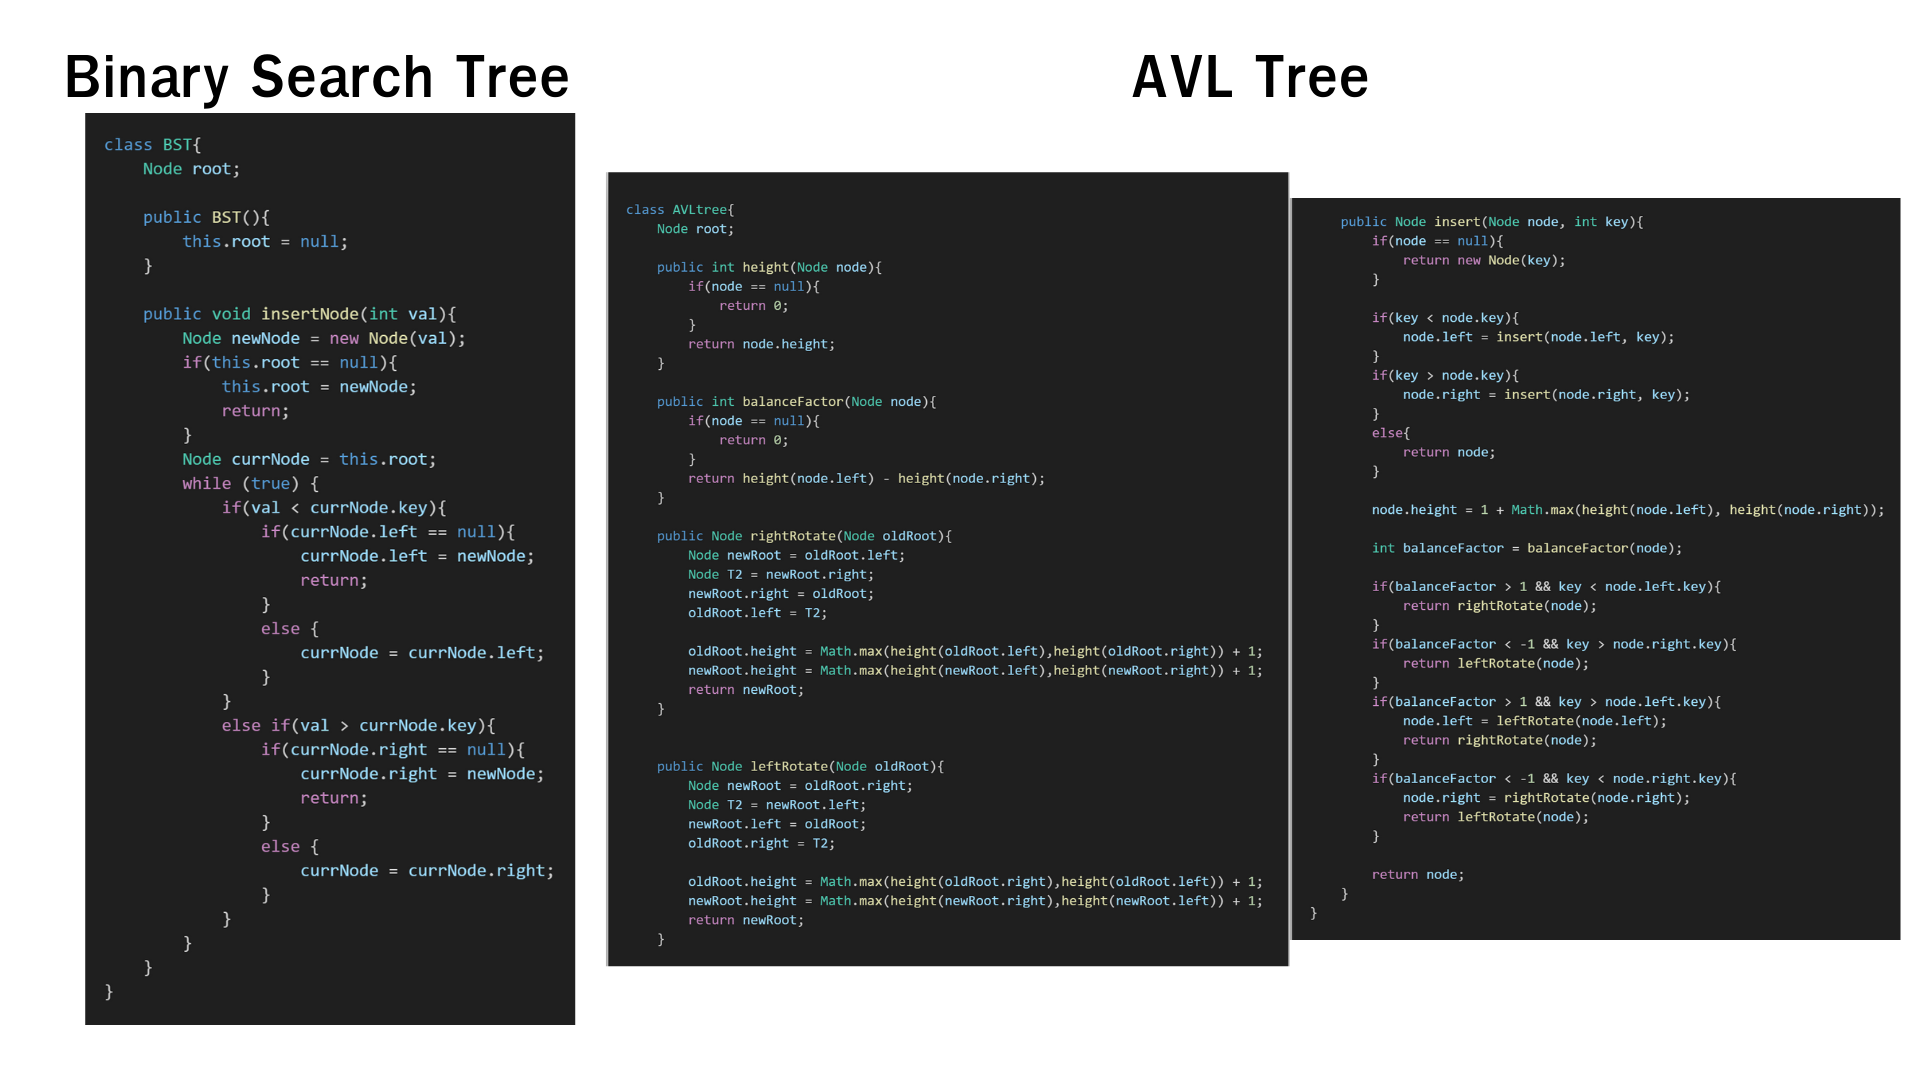 Binary Search Tree
class BST{
    Node root;

    public BST(){
        this.root = null;
    }

    public void insertNode(int val){
        Node newNode = new Node(val);
        if(this.root == null){
            this.root = newNode;
            return;
        }
        Node currNode = this.root;
        while (true) {
            if(val < currNode.key){
                if(currNode.left == null){
                    currNode.left = newNode;
                    return;
                }
                else {
                    currNode = currNode.left;
                }
            }
            else if(val > currNode.key){
                if(currNode.right == null){
                    currNode.right = newNode;
                    return;
                }
                else {
                    currNode = currNode.right;
                }
            }
        }
    }
}
AVL Tree
class AVLtree{
    Node root;

    public int height(Node node){
        if(node == null){
            return 0;
        }
        return node.height;
    }

    public int balanceFactor(Node node){
        if(node == null){
            return 0;
        }
        return height(node.left) - height(node.right);
    }

    public Node rightRotate(Node oldRoot){
        Node newRoot = oldRoot.left;
        Node T2 = newRoot.right;
        newRoot.right = oldRoot;
        oldRoot.left = T2;

        oldRoot.height = Math.max(height(oldRoot.left),height(oldRoot.right)) + 1;
        newRoot.height = Math.max(height(newRoot.left),height(newRoot.right)) + 1;
        return newRoot;
    }

    public Node leftRotate(Node oldRoot){
        Node newRoot = oldRoot.right;
        Node T2 = newRoot.left;
        newRoot.left = oldRoot;
        oldRoot.right = T2;

        oldRoot.height = Math.max(height(oldRoot.right),height(oldRoot.left)) + 1;
        newRoot.height = Math.max(height(newRoot.right),height(newRoot.left)) + 1;
        return newRoot;
    }
    public Node insert(Node node, int key){
        if(node == null){
            return new Node(key);
        }

        if(key < node.key){
            node.left = insert(node.left, key);
        }
        if(key > node.key){
            node.right = insert(node.right, key);
        }
        else{
            return node;
        }

        node.height = 1 + Math.max(height(node.left), height(node.right));

        int balanceFactor = balanceFactor(node);

        if(balanceFactor > 1 && key < node.left.key){
            return rightRotate(node);
        }
        if(balanceFactor < -1 && key > node.right.key){
            return leftRotate(node);
        }
        if(balanceFactor > 1 && key > node.left.key){
            node.left = leftRotate(node.left);
            return rightRotate(node);
        }
        if(balanceFactor < -1 && key < node.right.key){
            node.right = rightRotate(node.right);
            return leftRotate(node);
        }

        return node;
    }
}